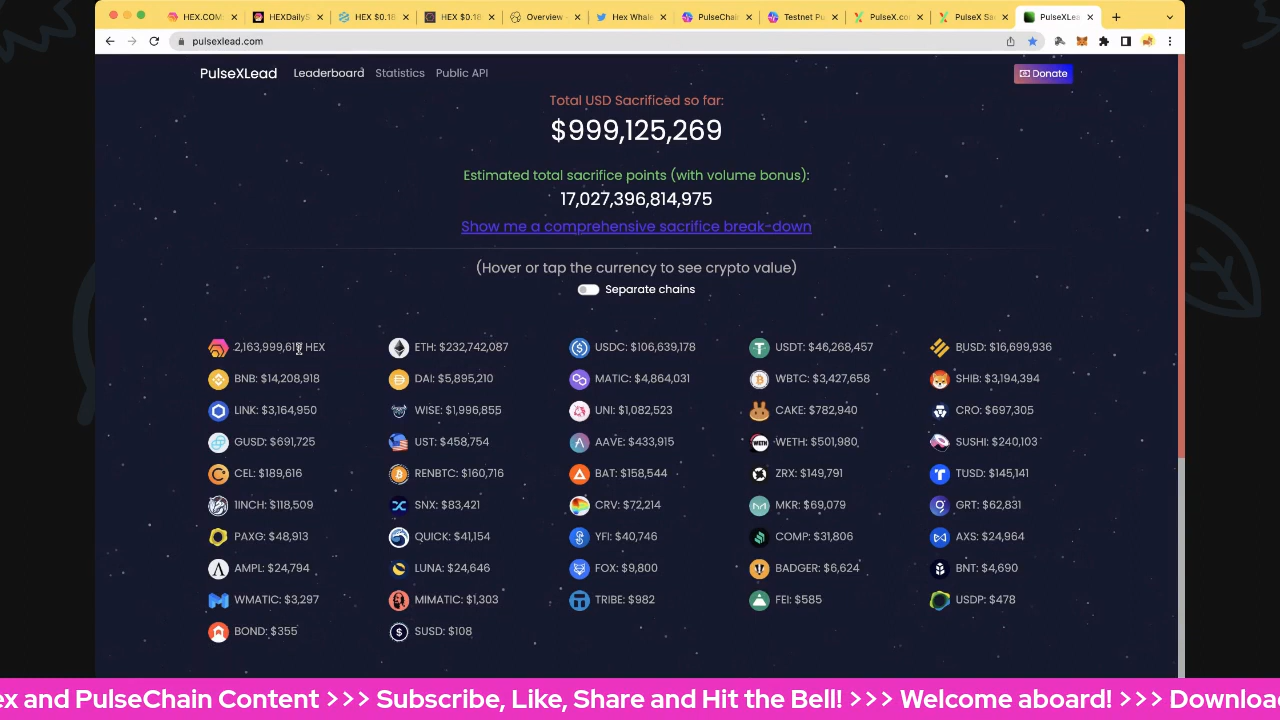 HEX.COM
HEXDailyS
HEX $0.18
HEX $0.18
Overview -
Hex Whale
PulseChai
Testnet Pu
PulseX.co
PulseX Sa
PulseXLea
pulsexlead.com
PulseXLead Leaderboard Statistics Public API Donate
Total USD Sacrificed so far:
$999,125,269
Estimated total sacrifice points (with volume bonus):
17,027,396,814,975
Show me a comprehensive sacrifice break-down
(Hover or tap the currency to see crypto value)
Separate chains
HEX ETH: $232,742,087 USDC: $106,639,178 USDT: $46,268,457 BUSD: $16,699,936
BNB: $14,208,918 DAI: $5,895,210 MATIC: $4,864,031 WBTC: $3,427,658 SHIB: $3,194,394
LINK: $3,164,950 WISE: $1,996,855 UNI: $1,082,523 CAKE: $782,940 CRO: $697,305
GUSD: $691,725 UST: $458,754 AAVE: $433,915 WETH: $501,980 SUSHI: $240,103
CEL: $189,616 RENBTC: $160,716 BAT: $158,544 ZRX: $149,791 TUSD: $145,141
1INCH: $118,509 SNX: $83,421 CRV: $72,214 MKR: $69,079 GRT: $62,831
PAXG: $48,913 QUICK: $41,154 YFI: $40,746 COMP: $31,806 AXS: $24,964
AMPL: $24,794 LUNA: $24,646 FOX: $9,800 BADGER: $6,624 BNT: $4,690
WMATIC: $3,297 MIMATIC: $1,303 TRIBE: $982 FEI: $585 USDP: $478
BOND: $355 SUSD: $108
ex and PulseChain Content >>> Subscribe, Like, Share and Hit the Bell! >>> Welcome aboard! >>> Downloa